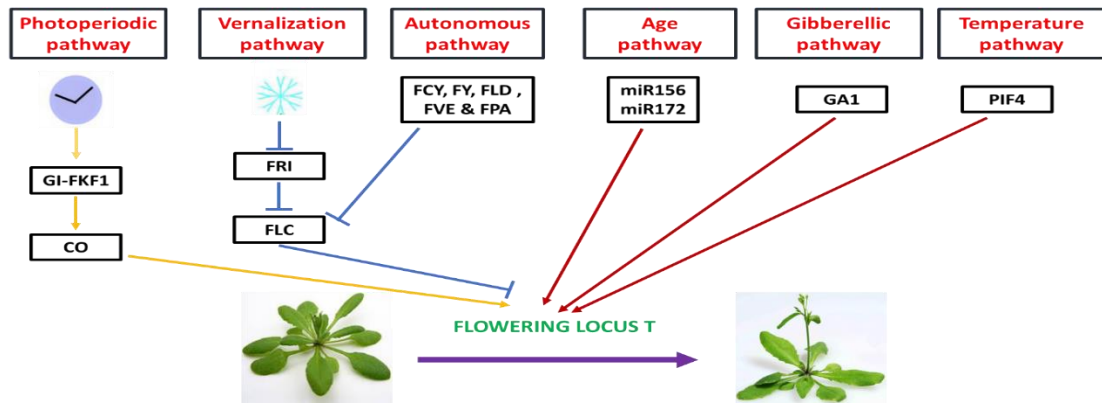 Photoperiodic
pathway
Vernalization
pathway
Autonomous
pathway
Age
pathway
Gibberellic
pathway
Temperature
pathway
FCY, FY, FLD ,
FVE & FPA
miR156
miR172
GA1
PIF4
FRI
GI-FKF1
FLC
CO
FLOWERING LOCUS T